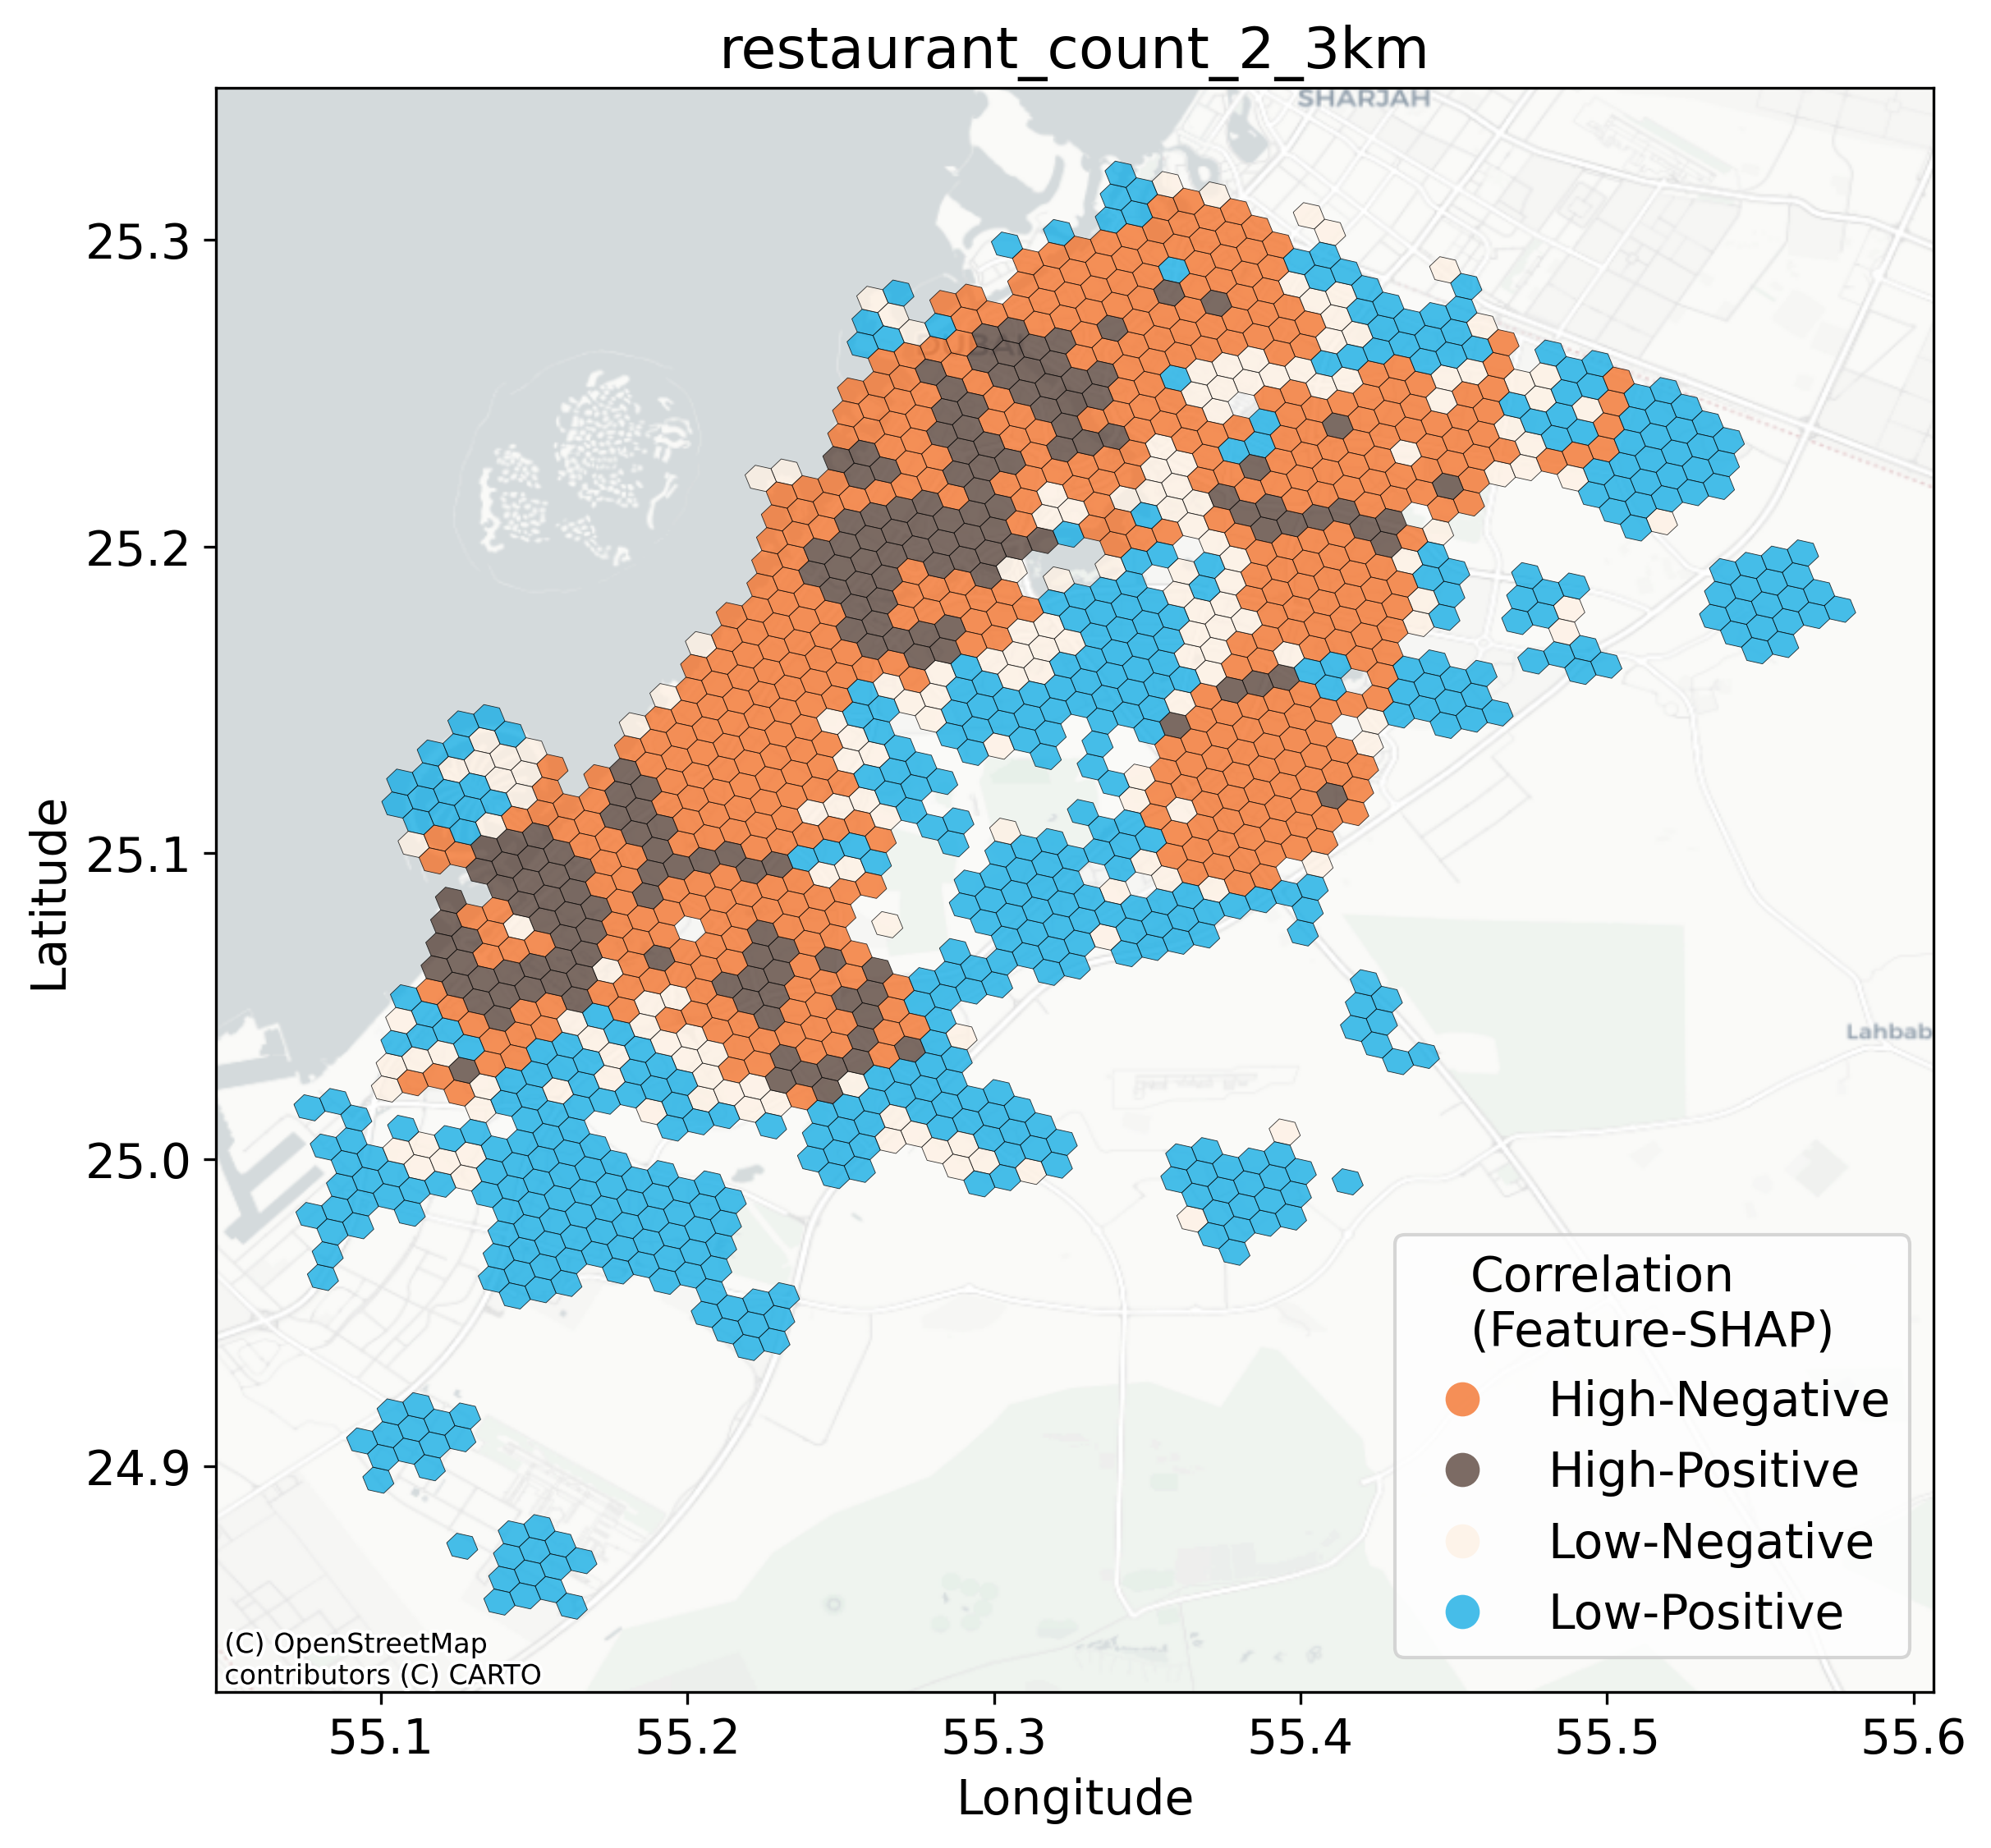 restaurant_count_2_3km
SHARJAH
DUBAI
25.3
25.2
25.1
25.0
24.9
Latitude
Lahbab
Correlation
(Feature-SHAP)
High-Negative
High-Positive
Low-Negative
Low-Positive
(C) OpenStreetMap
contributors (C) CARTO
55.1
55.2
55.3
55.4
55.5
55.6
Longitude